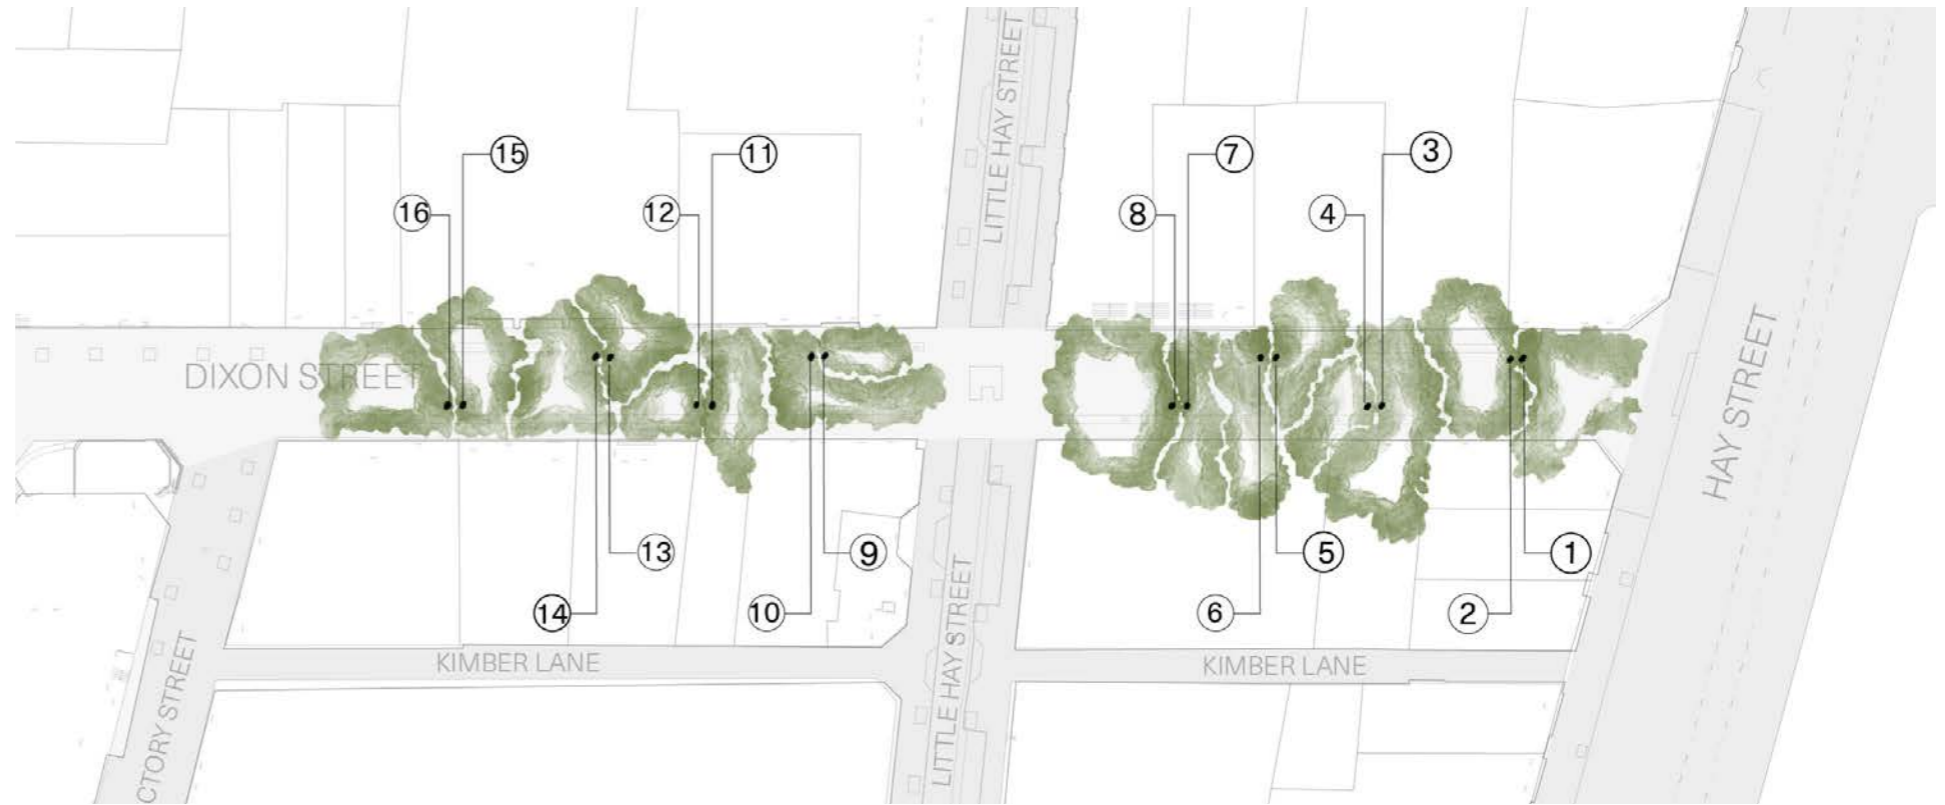 LITTLE HAY STREET
15
11
7
3
16
12
8
4
DIXON STREET
HAY STREET
14
13
10
9
6
5
2
1
KIMBER LANE
KIMBER LANE
LITTLE HAY STREET
CTORY STREET